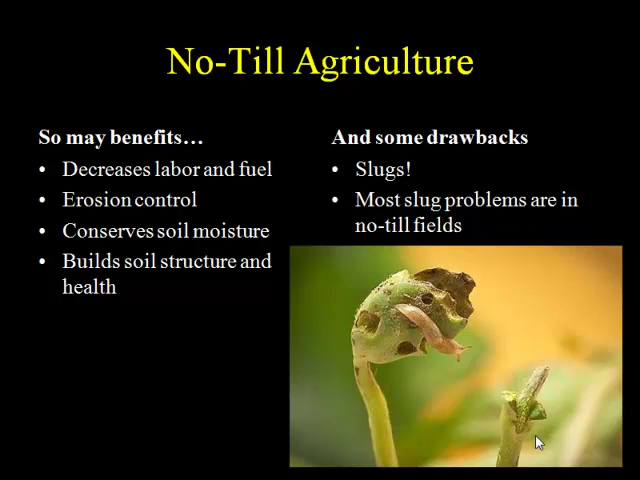 No-Till Agriculture
So may benefits…
• Decreases labor and fuel
• Erosion control
• Conserves soil moisture
• Builds soil structure and
health
And some drawbacks
• Slugs!
• Most slug problems are in
no-till fields